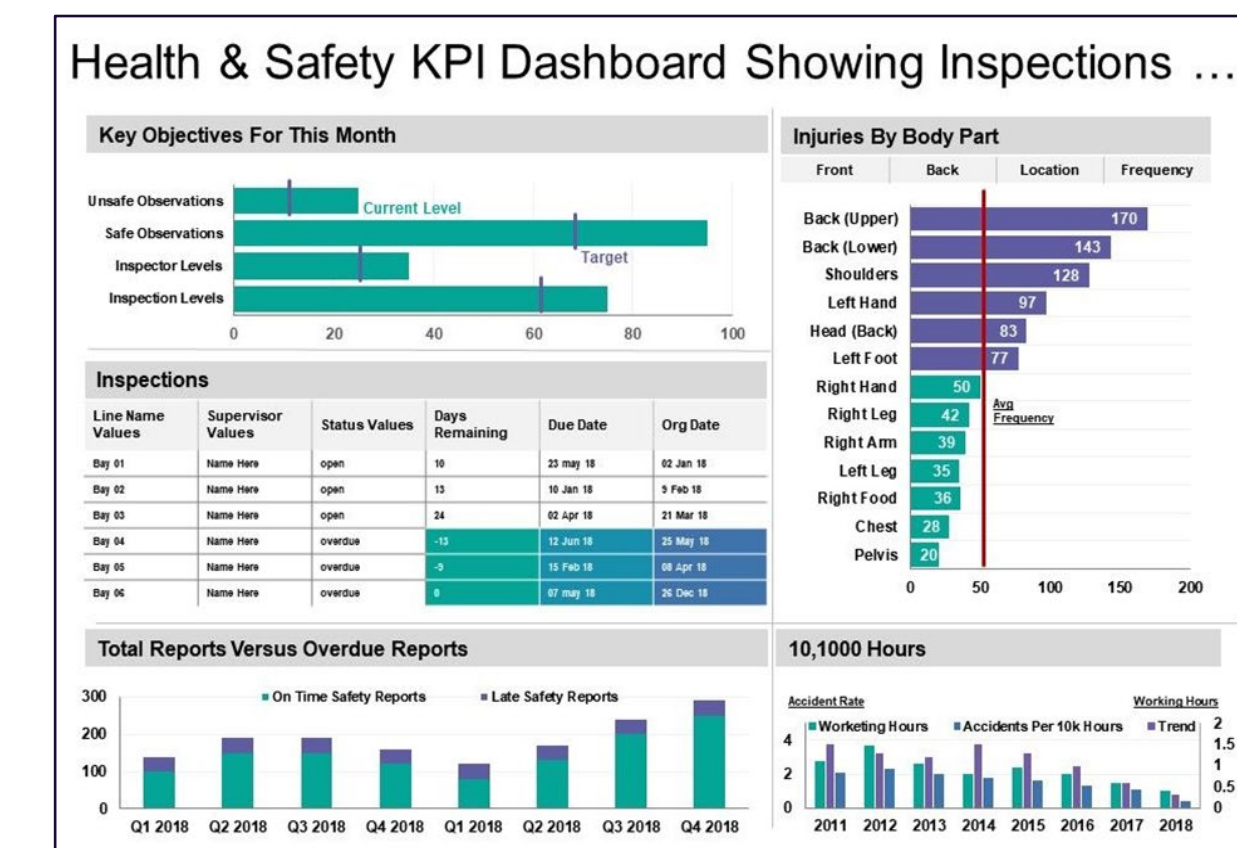 Health & Safety KPI Dashboard Showing Inspections ...
Key Objectives For This Month
Unsafe Observations
Safe Observations
Inspector Levels
Inspection Levels
Current Level
Target
0 20 40 60 80 100
Injuries By Body Part
Front Back Location Frequency
Back (Upper) 170
Back (Lower) 143
Shoulders 128
Left Hand 97
Head (Back) 83
Left Foot 77
Right Hand 50
Right Leg 42
Right Arm 39
Left Leg 35
Right Food 36
Chest 28
Pelvis 20
Avg
Frequency
0 50 100 150 200
Inspections
Line Name Values Supervisor Values Status Values Days Remaining Due Date Org Date
Bay 01 Name Here open 10 23 may 18 02 Jan 18
Bay 02 Name Here open 13 10 Jan 18 9 Feb 18
Bay 03 Name Here open 24 02 Apr 18 21 Mar 18
Bay 04 Name Here overdue -13 12 Jun 18 25 May 18
Bay 05 Name Here overdue -9 15 Feb 18 08 Apr 18
Bay 06 Name Here overdue 0 07 may 18 26 Dec 18
Total Reports Versus Overdue Reports
On Time Safety Reports Late Safety Reports
300
200
100
0
Q1 2018 Q2 2018 Q3 2018 Q4 2018 Q1 2018 Q2 2018 Q3 2018 Q4 2018
10,1000 Hours
Accident Rate Working Hours
Worketing Hours Accidents Per 10k Hours Trend
4
2
0
2
1.5
1
0.5
0
2011 2012 2013 2014 2015 2016 2017 2018